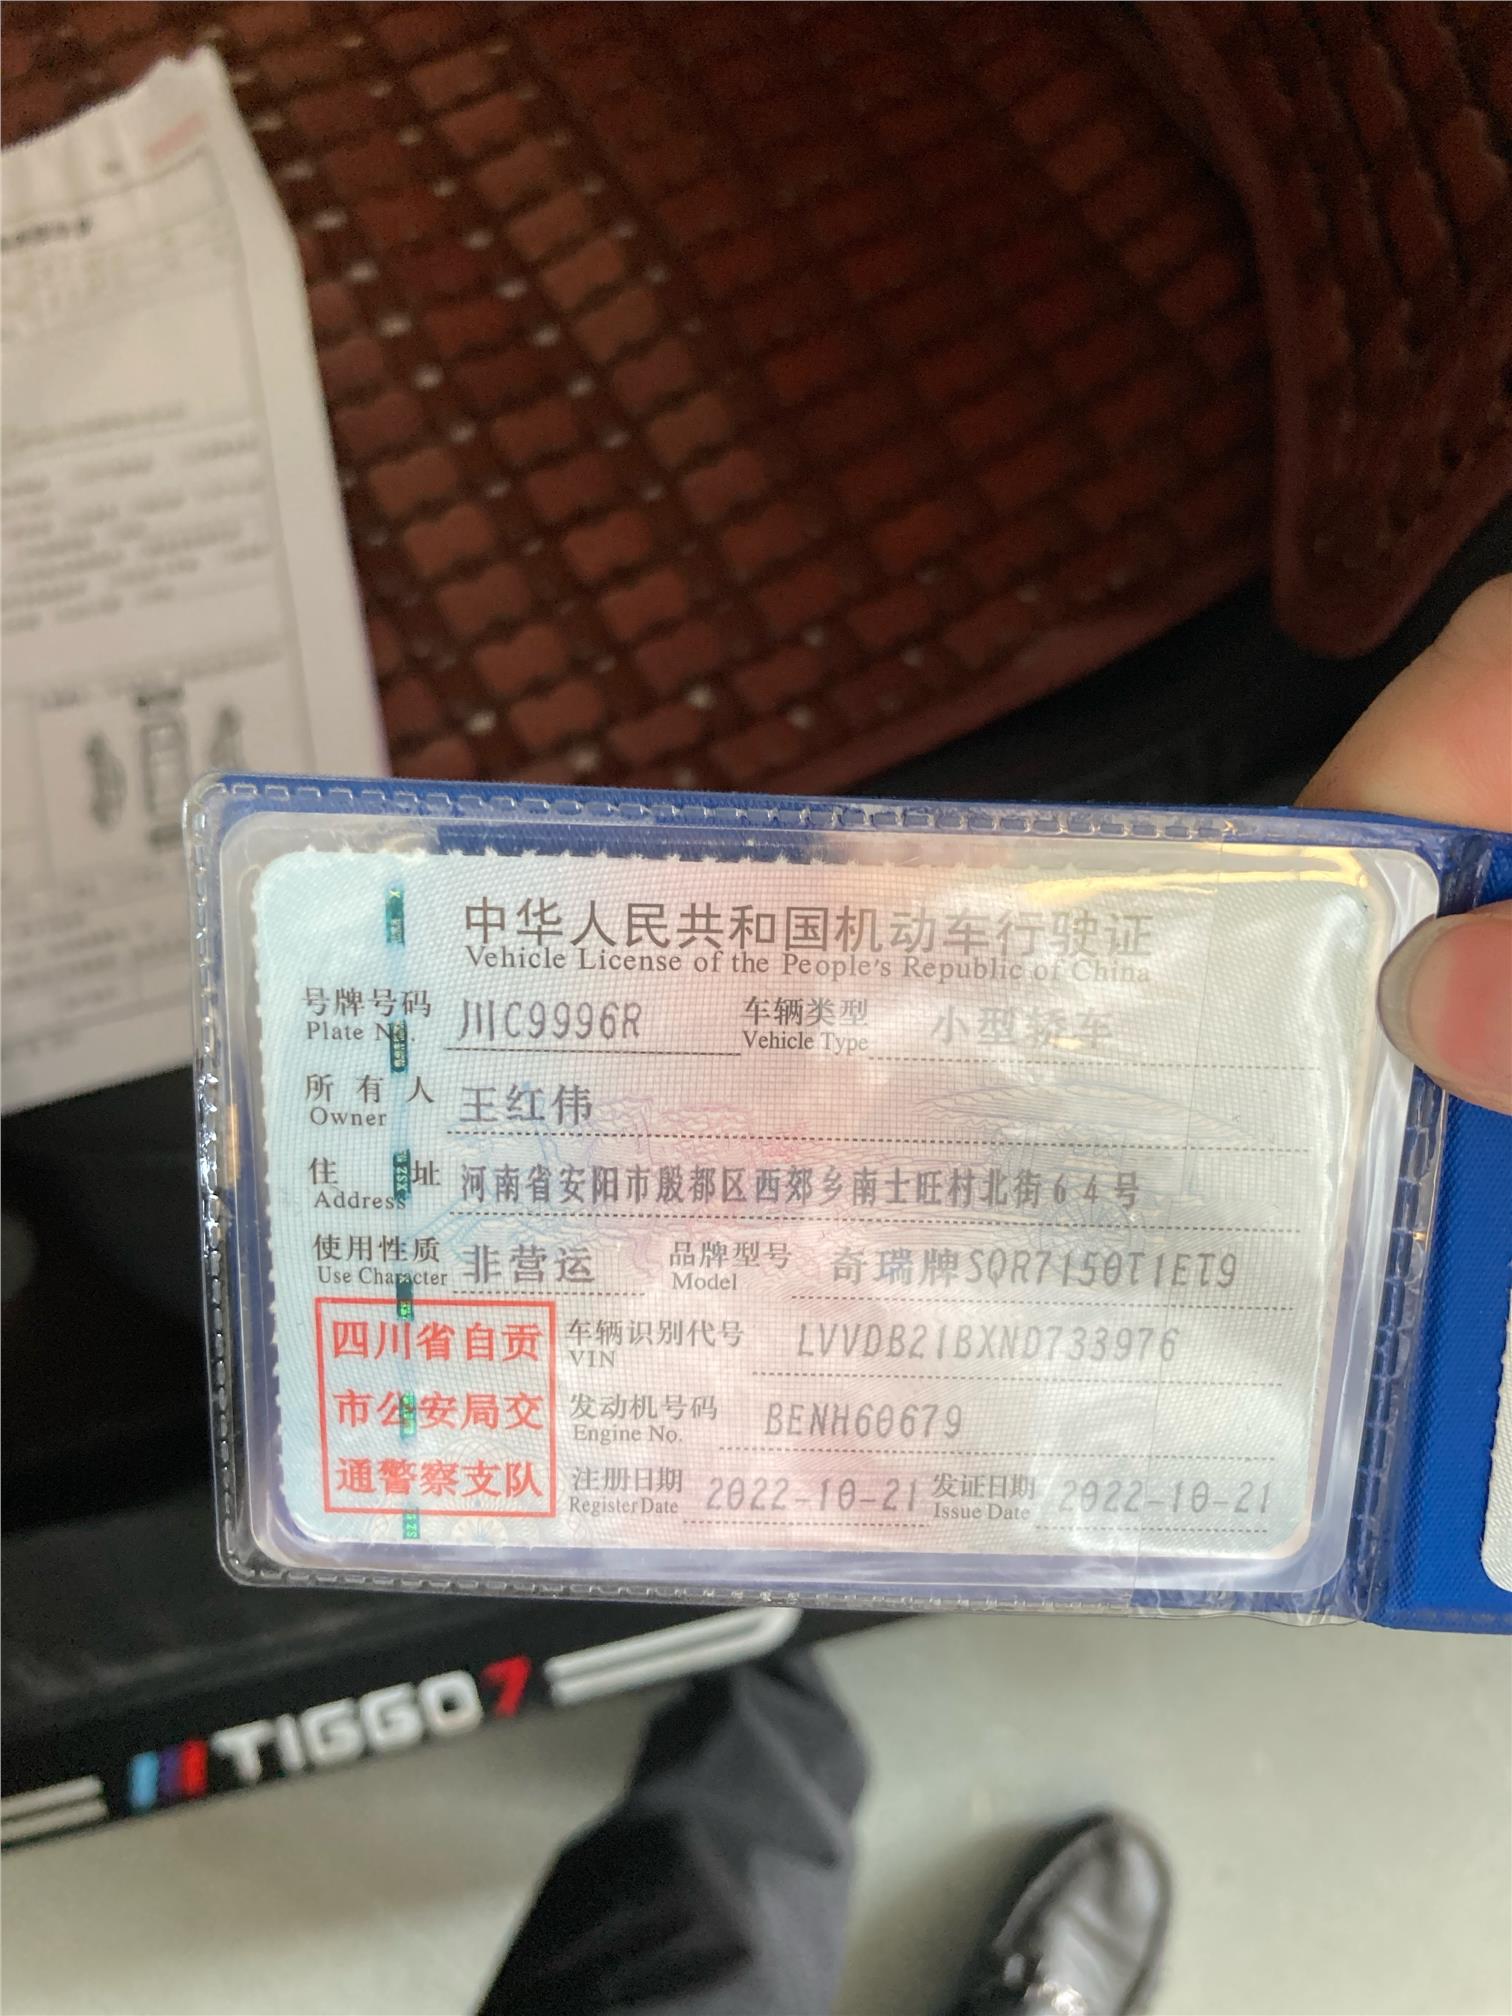 中华人民共和国机动车行驶证
Vehicle License of the People's Republic of China
号牌号码 川C9996R 车辆类型 小型轿车
Plate No. Vehicle Type
所有人 王红伟
Owner
住址 河南省安阳市殷都区西郊乡南士旺村北街64号
Address
使用性质 非营运 品牌型号 奇瑞牌SQR7150T1ET9
Use Character Model
四川省自贡
市公安局交
通警察支队
车辆识别代号 LVVDB21BXND733976
VIN
发动机号码 BENH60679
Engine No.
注册日期 2022-10-21 发证日期 2022-10-21
Register Date Issue Date
TIGGO7